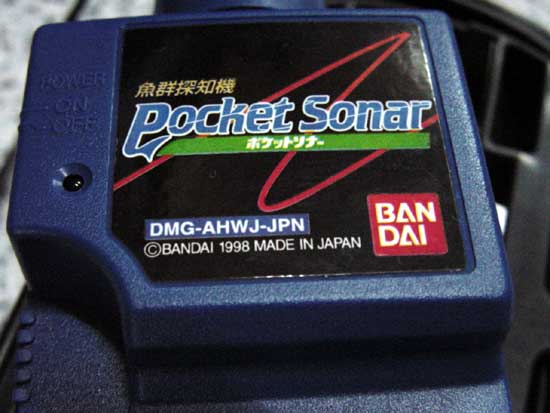 POWER
ON
OFF
魚群探知機
Pocket Sonar
ポケットソナー
DMG-AHWJ-JPN
©BANDAI 1998 MADE IN JAPAN
BAN
DAI